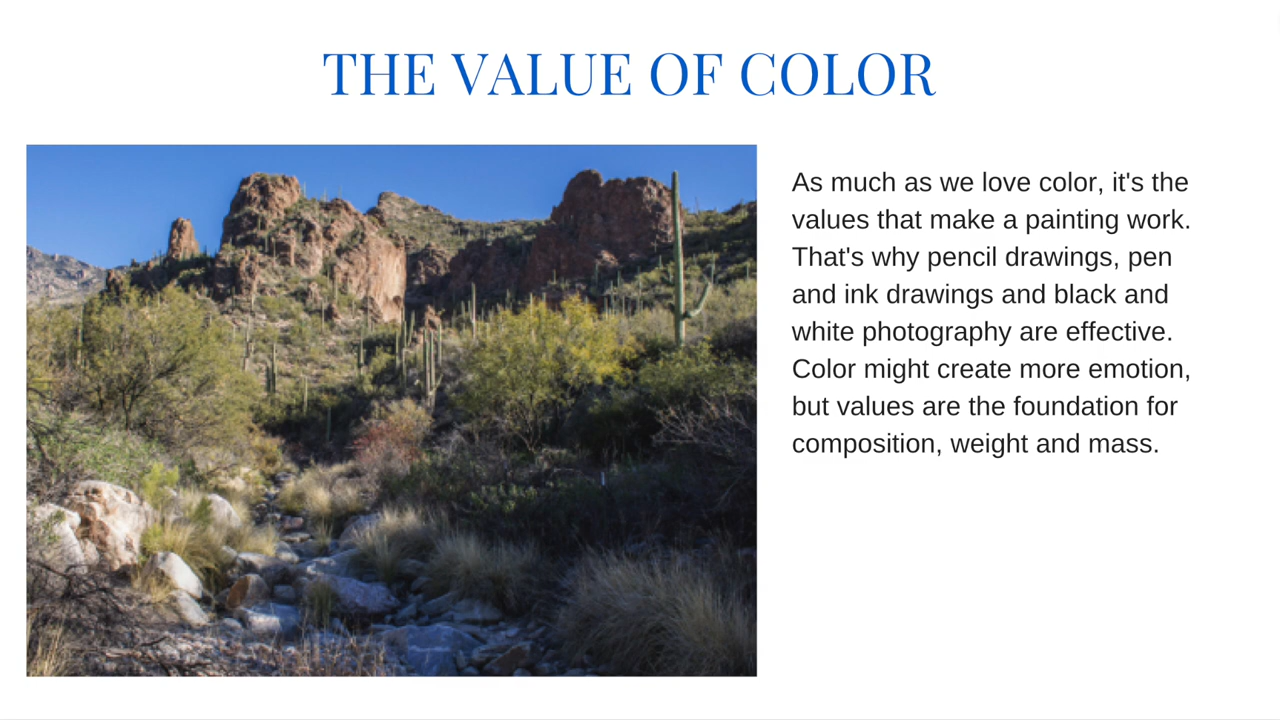 THE VALUE OF COLOR
As much as we love color, it's the
values that make a painting work.
That's why pencil drawings, pen
and ink drawings and black and
white photography are effective.
Color might create more emotion,
but values are the foundation for
composition, weight and mass.